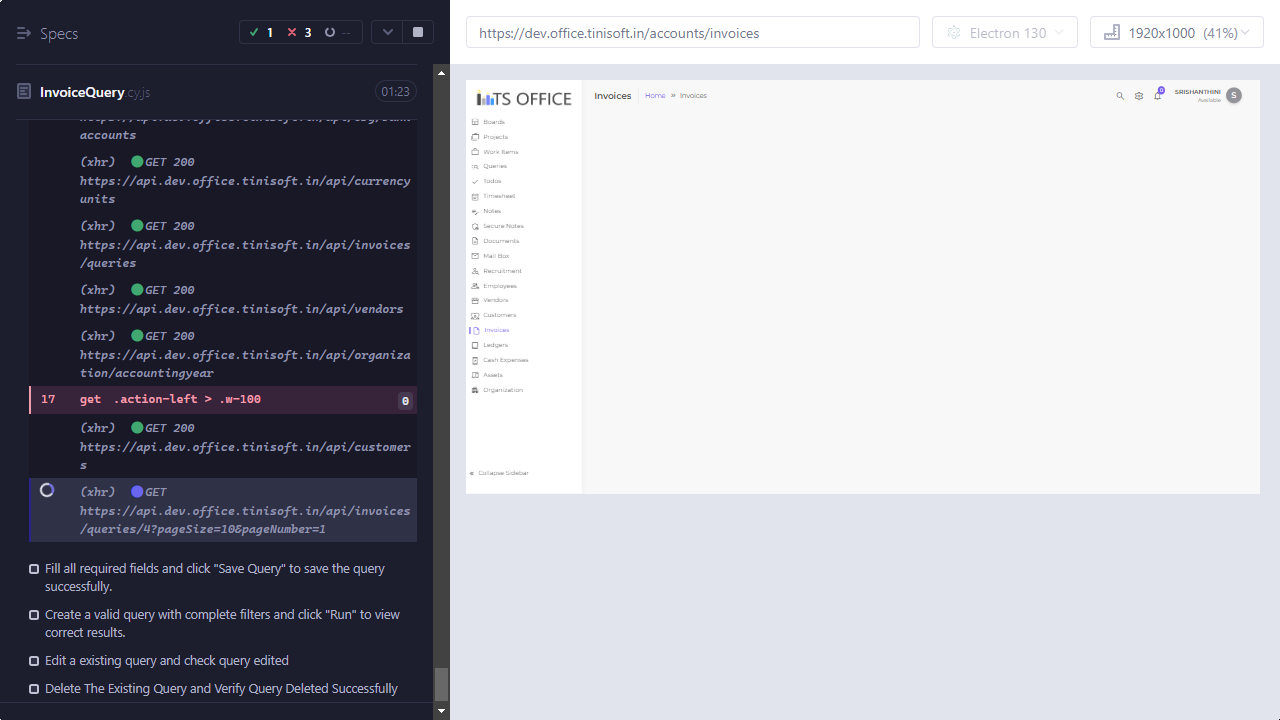 Specs
1
3
--
https://dev.office.tinisoft.in/accounts/invoices
Electron 130
1920x1000 (41%)
InvoiceQuery.cy.js
01:23
accounts
(xhr) GET 200
https://api.dev.office.tinisoft.in/api/currency
units
(xhr) GET 200
https://api.dev.office.tinisoft.in/api/invoices
/queries
(xhr) GET 200
https://api.dev.office.tinisoft.in/api/vendors
(xhr) GET 200
https://api.dev.office.tinisoft.in/api/organiza
tion/accountingyear
17 get .action-left > .w-100 0
(xhr) GET 200
https://api.dev.office.tinisoft.in/api/customer
s
(xhr) GET
https://api.dev.office.tinisoft.in/api/invoices
/queries/4?pageSize=10&pageNumber=1
Fill all required fields and click "Save Query" to save the query
successfully.
Create a valid query with complete filters and click "Run" to view
correct results.
Edit a existing query and check query edited
Delete The Existing Query and Verify Query Deleted Successfully
TS OFFICE
Invoices
Home » Invoices
0
SRISHANTHINI
Available
S
Boards
Projects
Work Items
Queries
Todos
Timesheet
Notes
Secure Notes
Documents
Mail Box
Recruitment
Employees
Vendors
Customers
Invoices
Ledgers
Cash Expenses
Assets
Organization
« Collapse Sidebar